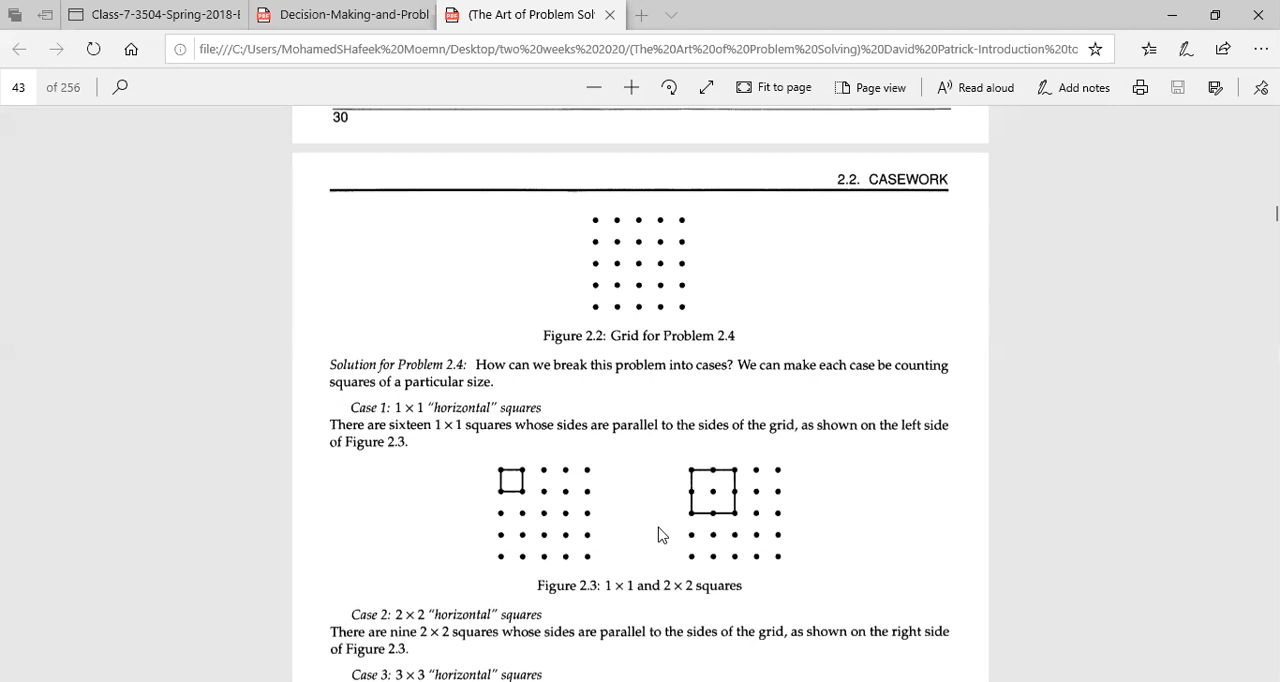 Class-7-3504-Spring-2018-E
Decision-Making-and-Probl
(The Art of Problem Solv
file:///C:/Users/MohamedSHafeek%20Moemn/Desktop/two%20weeks%202020/(The%20Art%20of%20Problem%20Solving)%20David%20Patrick-Introduction%20tc
43 of 256
Fit to page
Page view
Read aloud
Add notes
30
2.2. CASEWORK
Figure 2.2: Grid for Problem 2.4
Solution for Problem 2.4: How can we break this problem into cases? We can make each case be counting
squares of a particular size.
Case 1: 1 × 1 “horizontal” squares
There are sixteen 1 × 1 squares whose sides are parallel to the sides of the grid, as shown on the left side
of Figure 2.3.
Figure 2.3: 1 × 1 and 2 × 2 squares
Case 2: 2 × 2 “horizontal” squares
There are nine 2 × 2 squares whose sides are parallel to the sides of the grid, as shown on the right side
of Figure 2.3.
Case 3: 3 × 3 “horizontal” squares